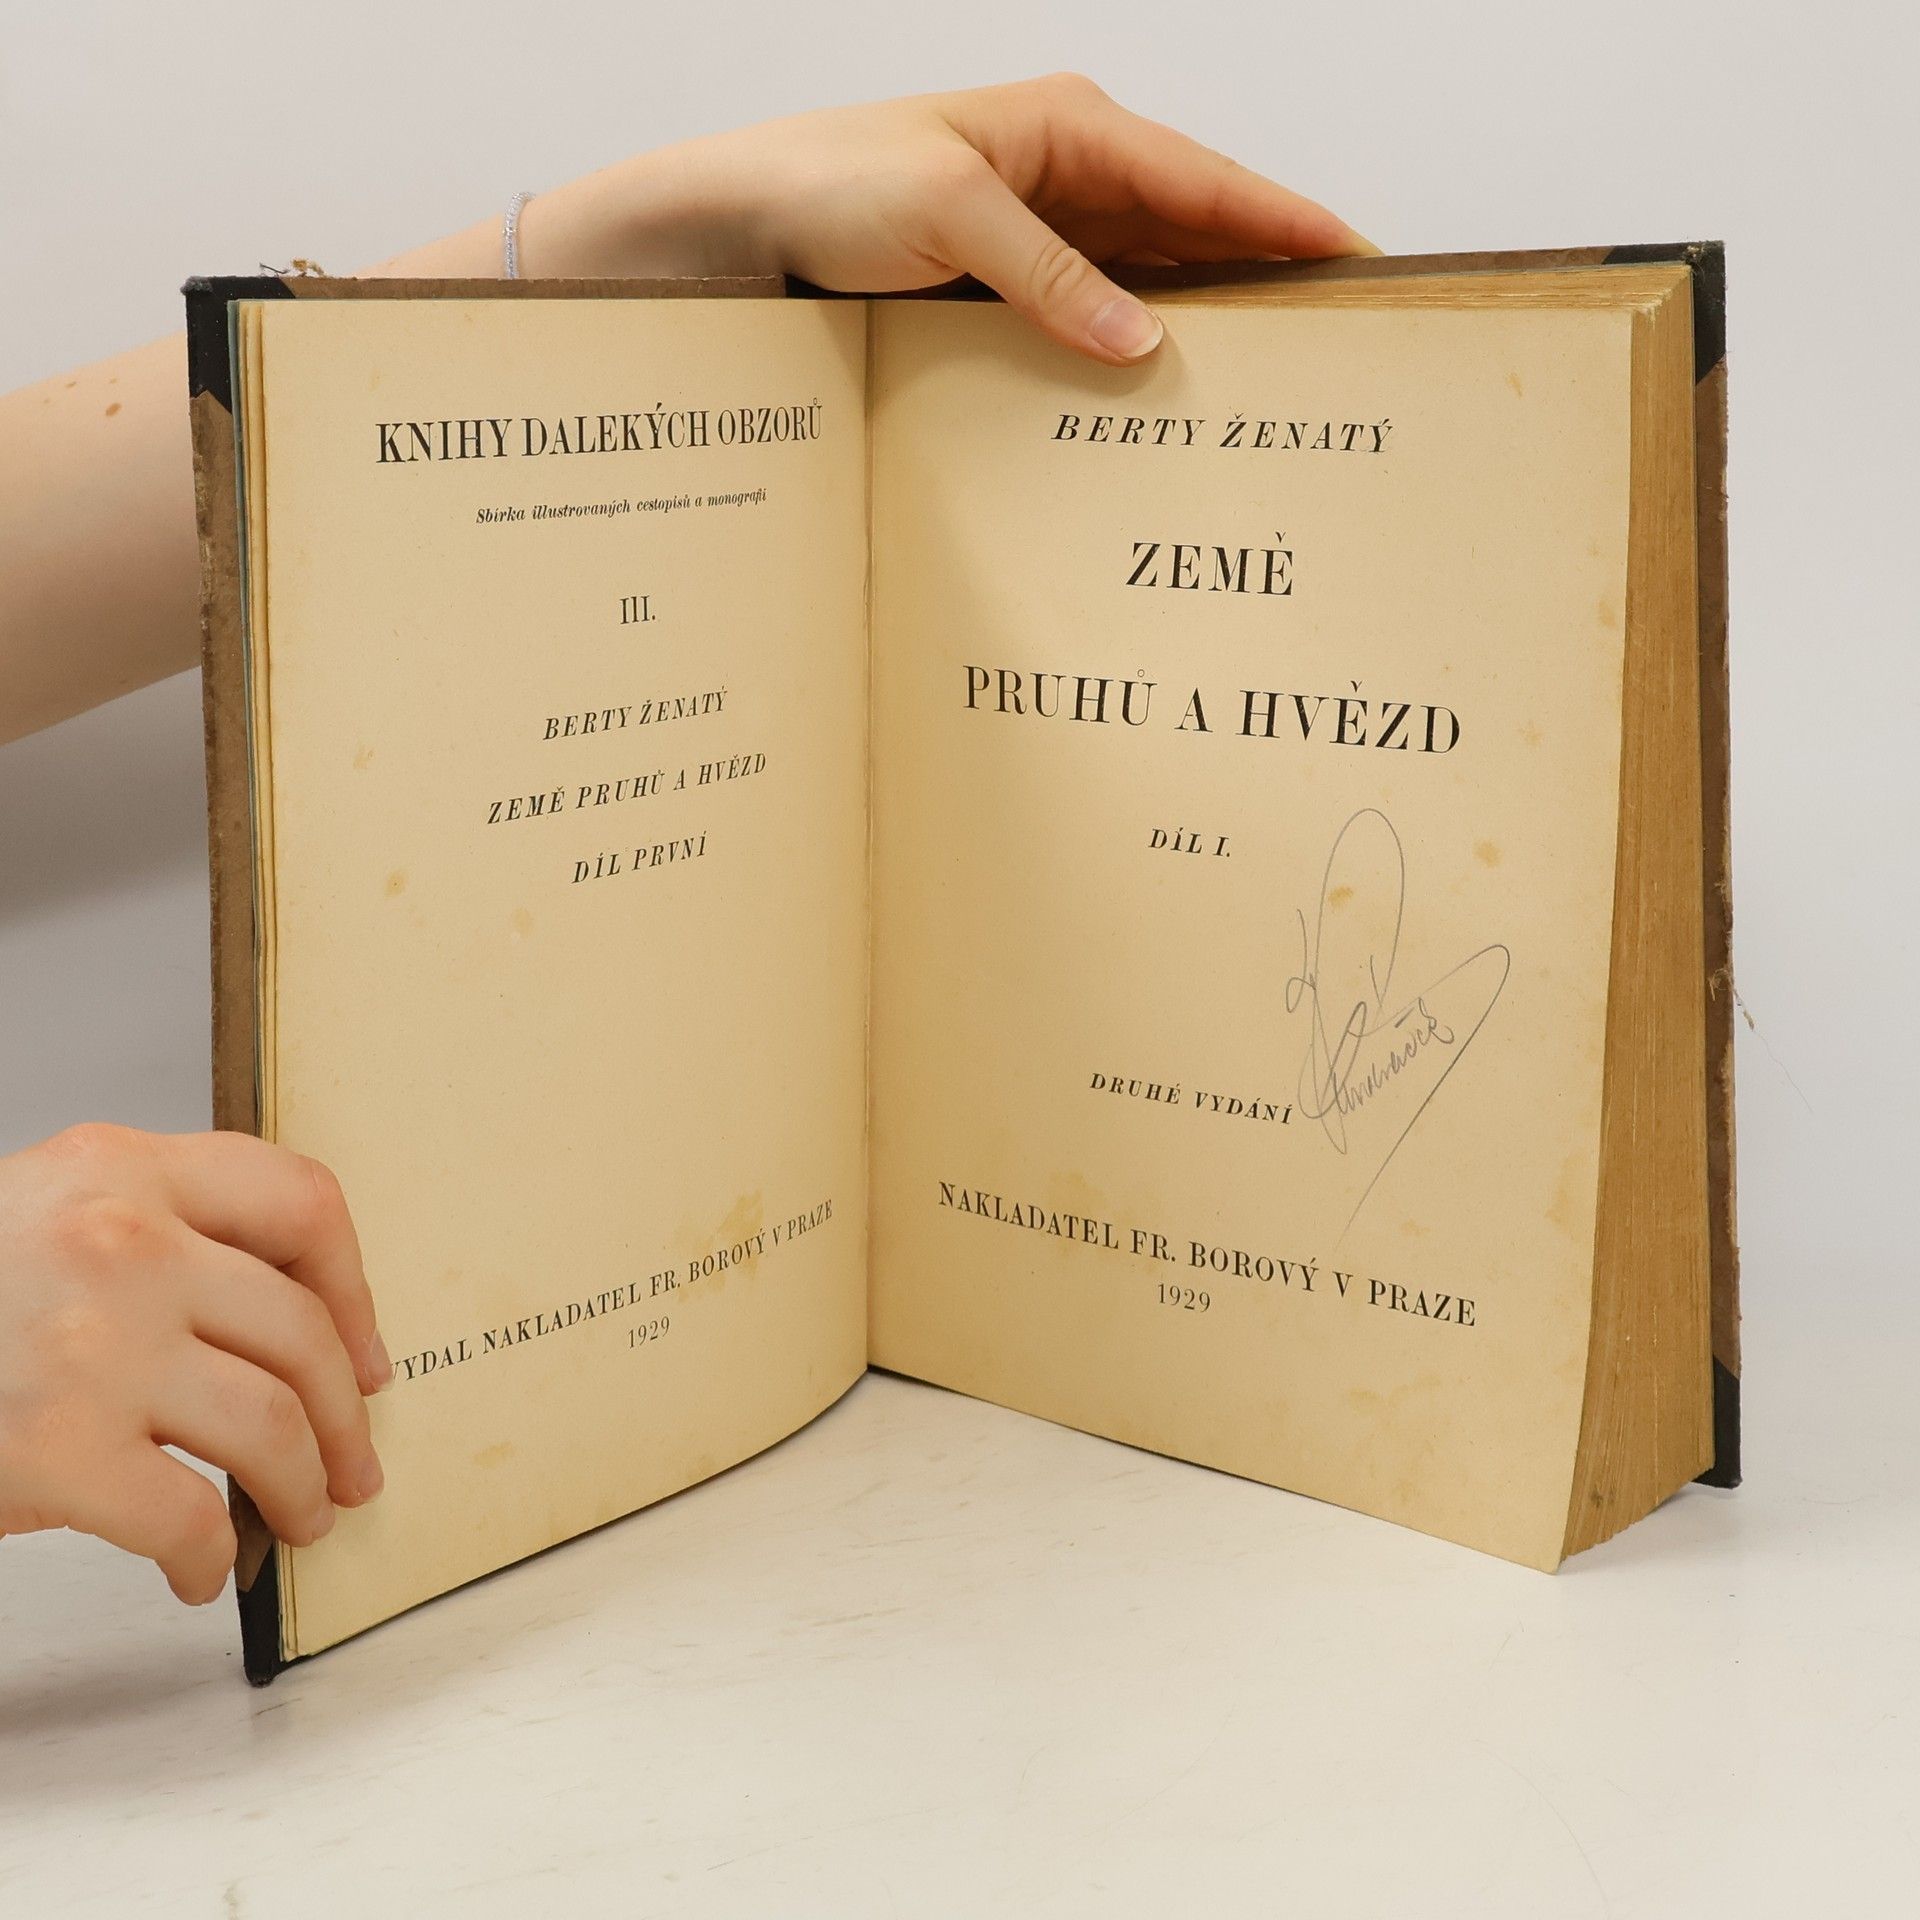 KNIHY DALEKÝCH OBZORŮ
Sbírka illustrovaných cestopisů a monografii
III.
BERTY ŽENATÝ
ZEMĚ PRUHŮ A HVĚZD
DÍL PRVNÍ
VYDAL NAKLADATEL FR. BOROVÝ V PRAZE
1929
BERTY ŽENATÝ
ZEMĚ
PRUHŮ A HVĚZD
DÍL I.
DRUHÉ VYDÁNÍ
NAKLADATEL FR. BOROVÝ V PRAZE
1929